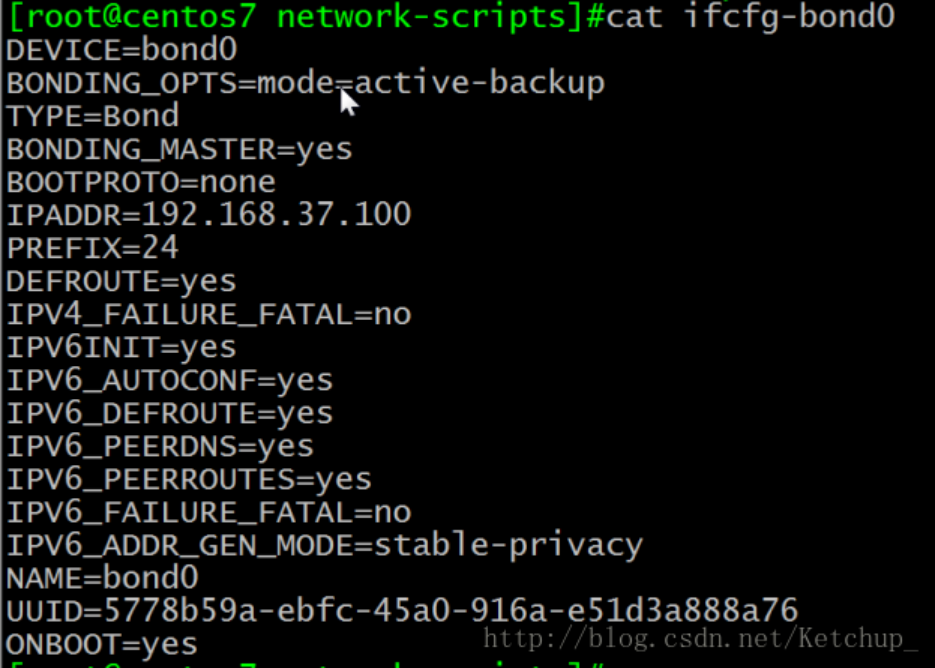 [root@centos7 network-scripts]#cat ifcfg-bond0
DEVICE=bond0
BONDING_OPTS=mode=active-backup
TYPE=Bond
BONDING_MASTER=yes
BOOTPROTO=none
IPADDR=192.168.37.100
PREFIX=24
DEFROUTE=yes
IPV4_FAILURE_FATAL=no
IPV6INIT=yes
IPV6_AUTOCONF=yes
IPV6_DEFROUTE=yes
IPV6_PEERDNS=yes
IPV6_PEERROUTES=yes
IPV6_FAILURE_FATAL=no
IPV6_ADDR_GEN_MODE=stable-privacy
NAME=bond0
UUID=5778b59a-ebfc-45a0-916a-e51d3a888a76
ONBOOT=yes
http://blog.csdn.net/Ketchup_